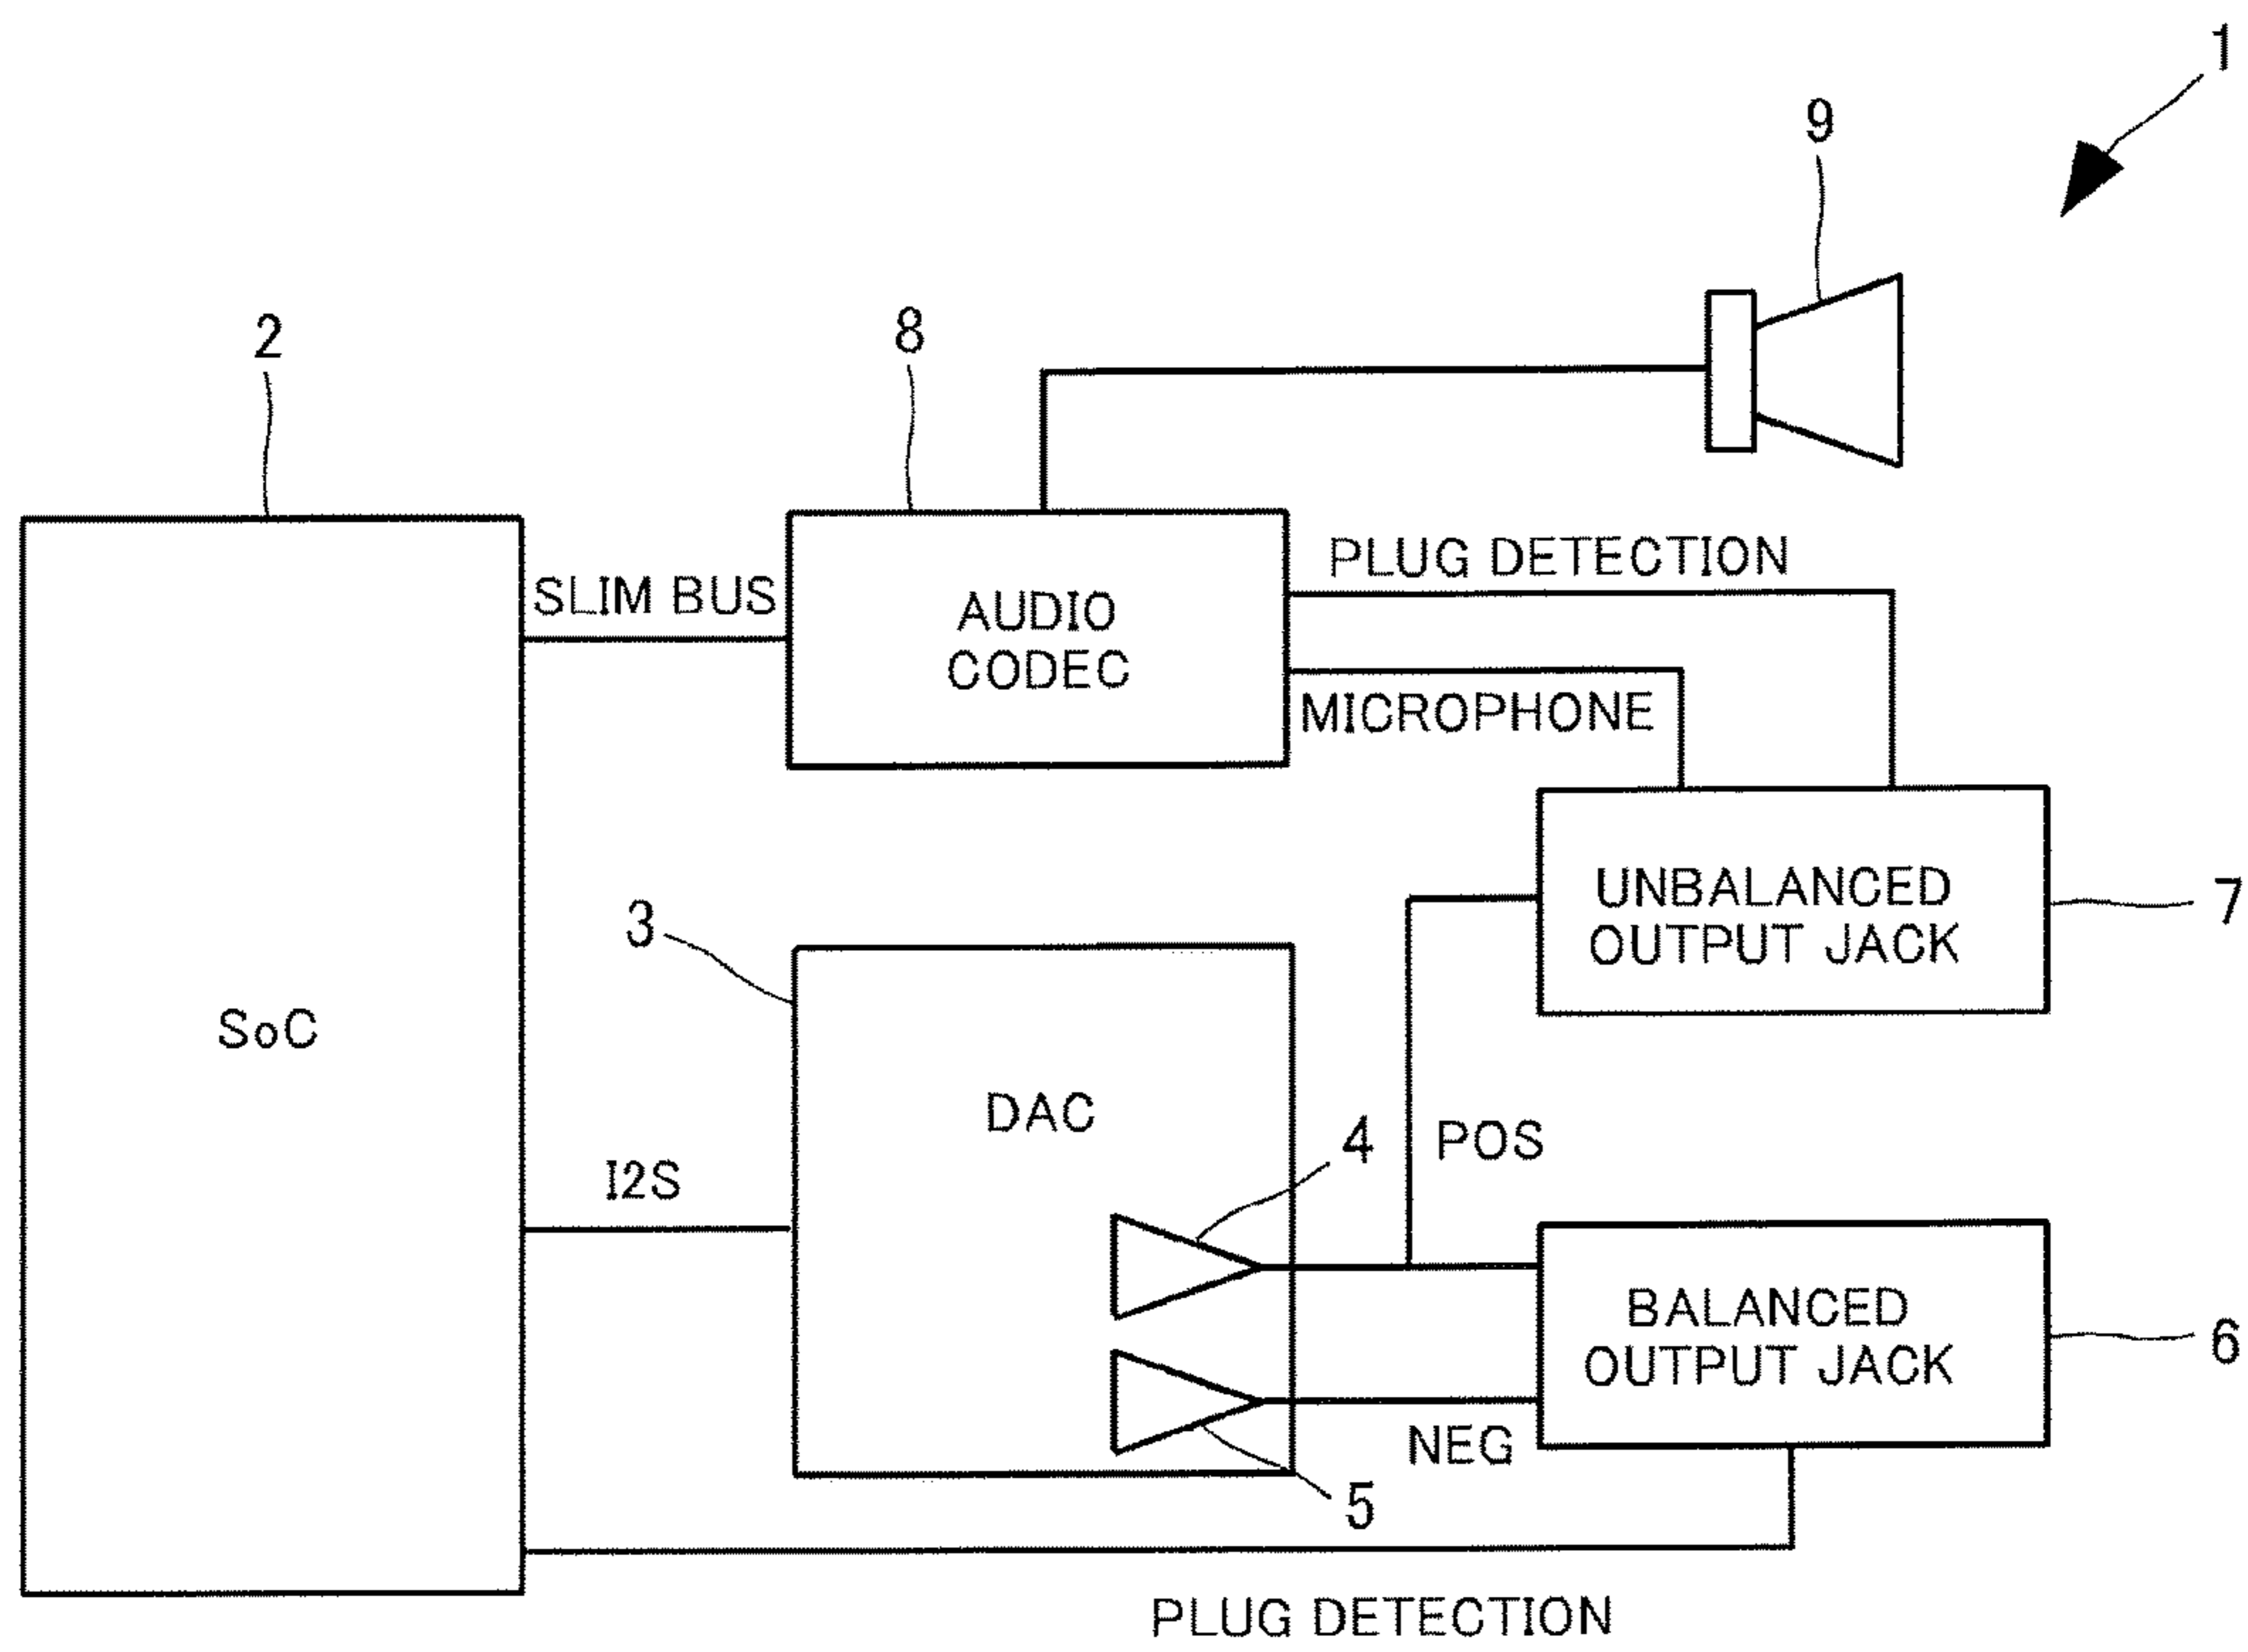 1
9
8
2
PLUG DETECTION
SLIM BUS
AUDIO
CODEC
MICROPHONE
UNBALANCED
OUTPUT JACK
7
3
SoC
DAC
4
POS
I2S
BALANCED
OUTPUT JACK
6
NEG
5
PLUG DETECTION